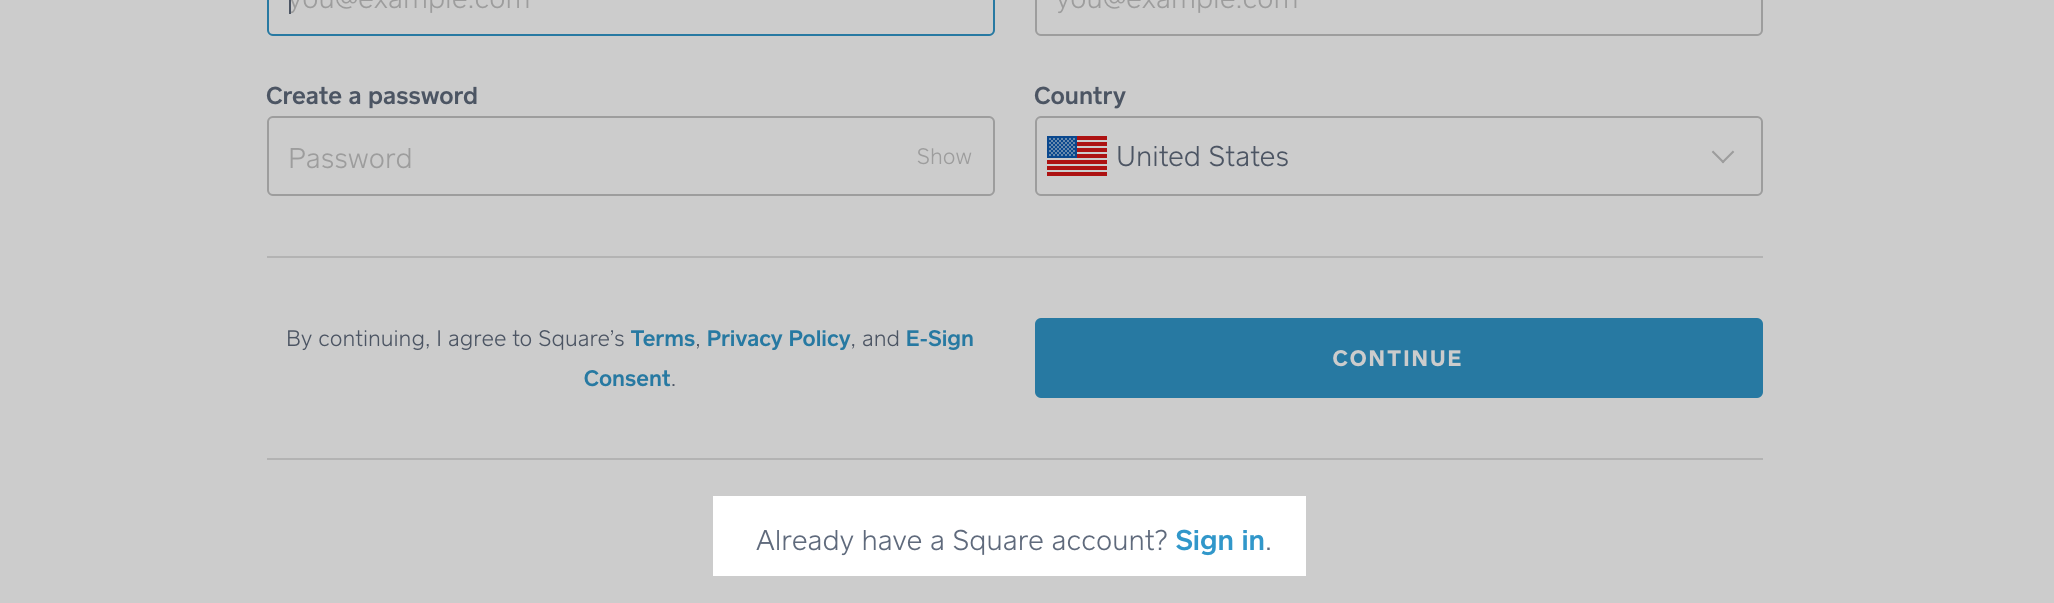 you@example.com
you@example.com
Create a password
Country
Password
Show
United States
By continuing, I agree to Square’s Terms, Privacy Policy, and E-Sign
Consent.
CONTINUE
Already have a Square account? Sign in.